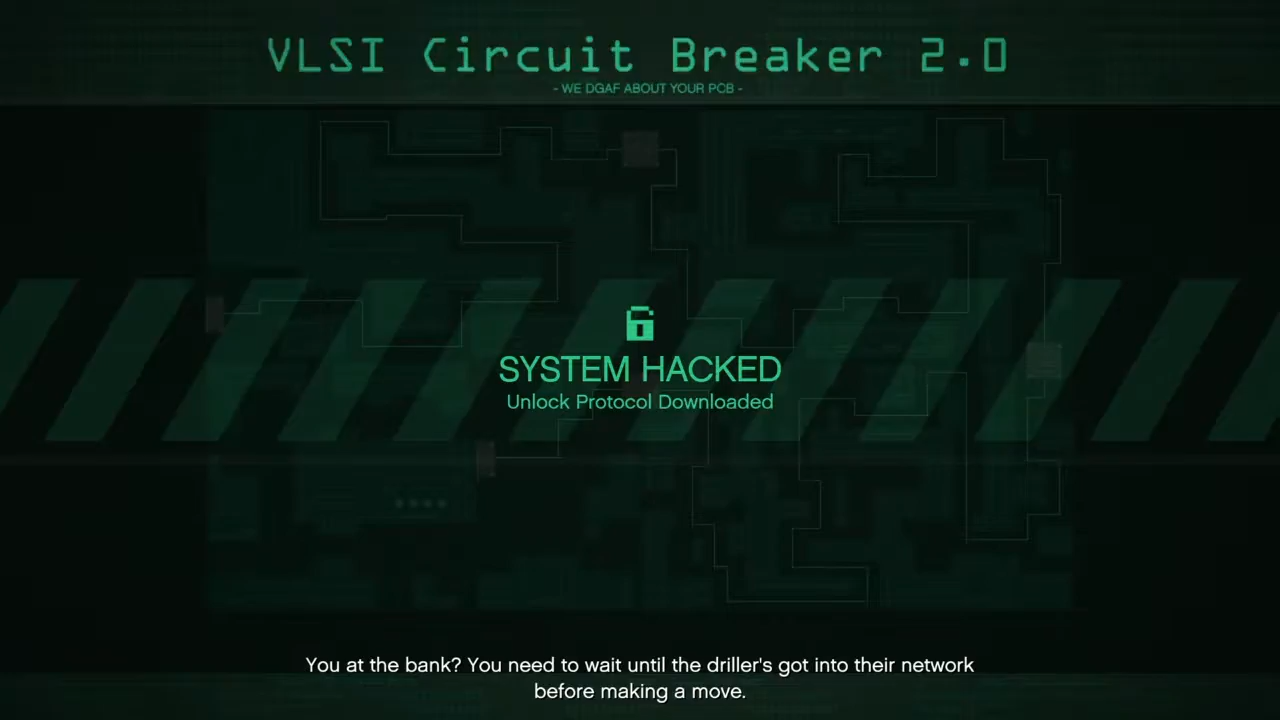 VLSI Circuit Breaker 2.0
- WE DGAF ABOUT YOUR PCB -
SYSTEM HACKED
Unlock Protocol Downloaded
You at the bank? You need to wait until the driller's got into their network
before making a move.